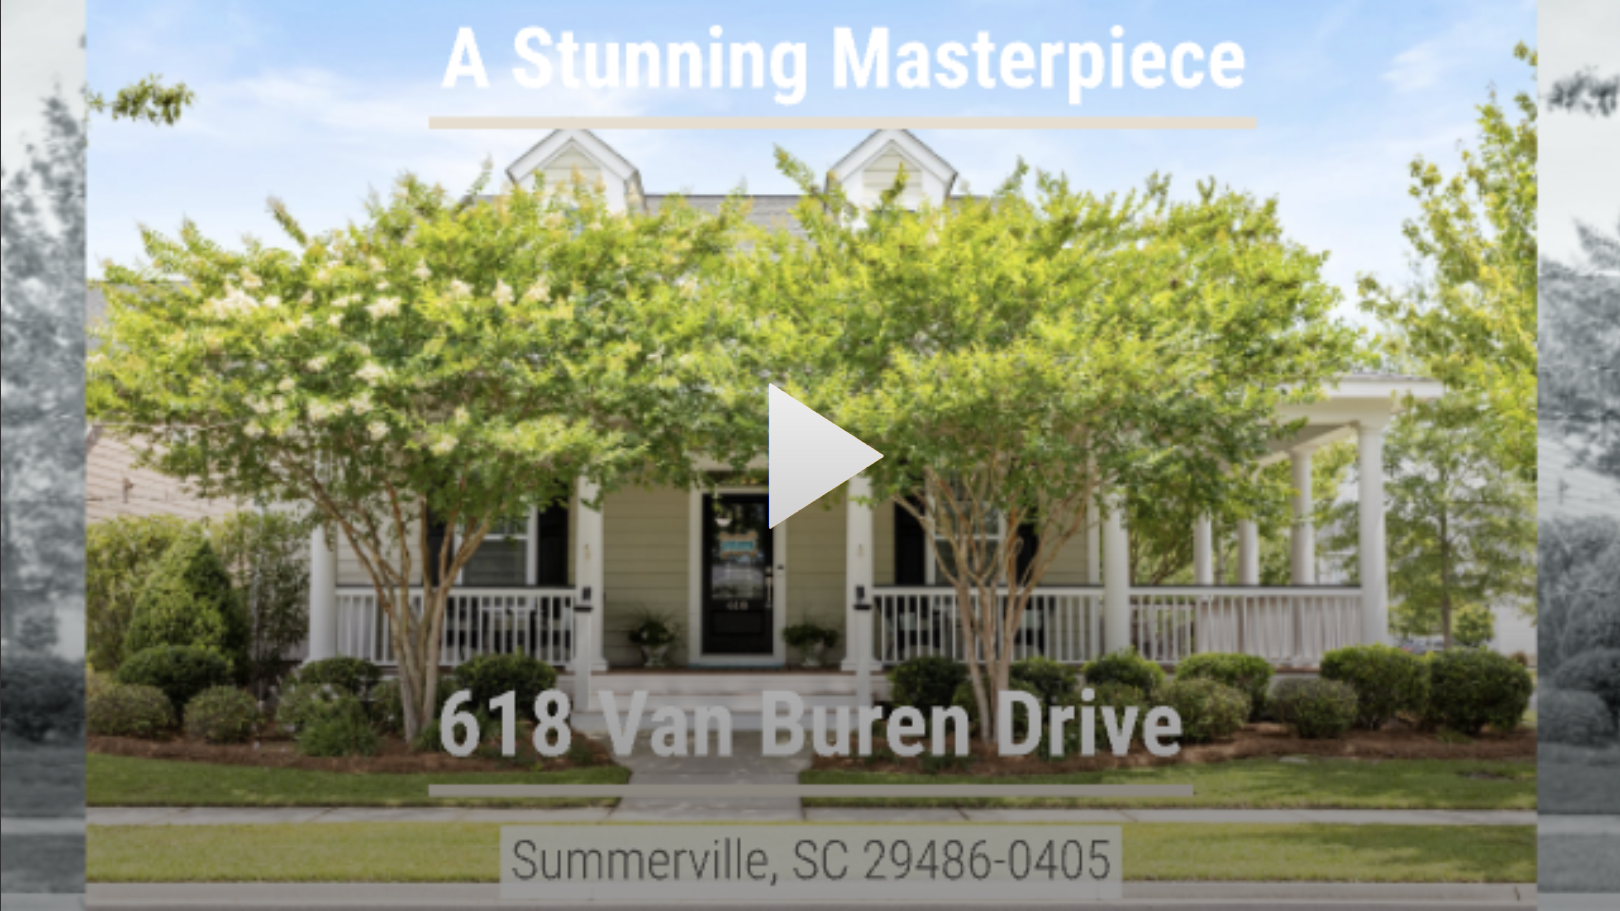 A Stunning Masterpiece
618 Van Buren Drive
Summerville, SC 29486-0405